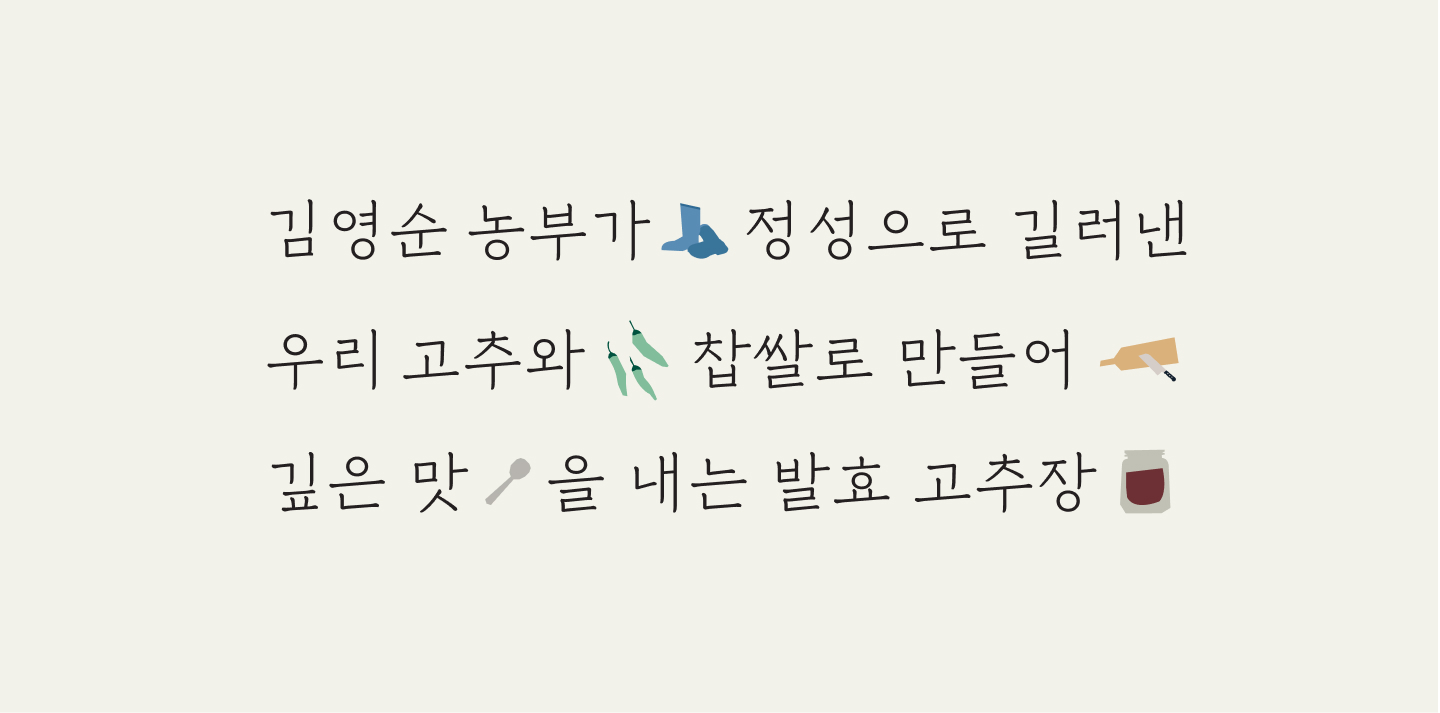 김영순 농부가 정성으로 길러낸
우리 고추와 찹쌀로 만들어
깊은 맛을 내는 발효 고추장